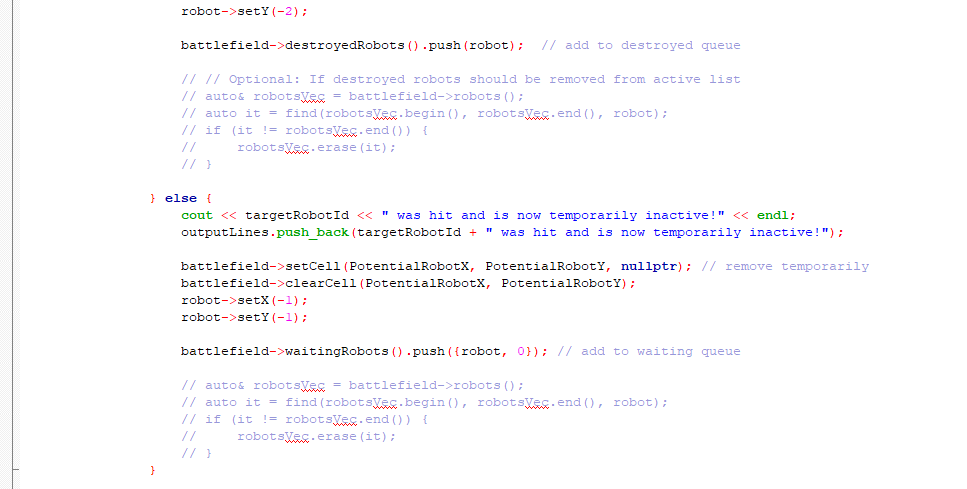 robot->setY(-2);
battlefield->destroyedRobots().push(robot);  // add to destroyed queue
// // Optional: If destroyed robots should be removed from active list
// auto& robotsVec = battlefield->robots();
// auto it = find(robotsVec.begin(), robotsVec.end(), robot);
// if (it != robotsVec.end()) {
//     robotsVec.erase(it);
// }
} else {
cout << targetRobotId << " was hit and is now temporarily inactive!" << endl;
outputLines.push_back(targetRobotId + " was hit and is now temporarily inactive!");
battlefield->setCell(PotentialRobotX, PotentialRobotY, nullptr); // remove temporarily
battlefield->clearCell(PotentialRobotX, PotentialRobotY);
robot->setX(-1);
robot->setY(-1);
battlefield->waitingRobots().push({robot, 0}); // add to waiting queue
// auto& robotsVec = battlefield->robots();
// auto it = find(robotsVec.begin(), robotsVec.end(), robot);
// if (it != robotsVec.end()) {
//     robotsVec.erase(it);
// }
}